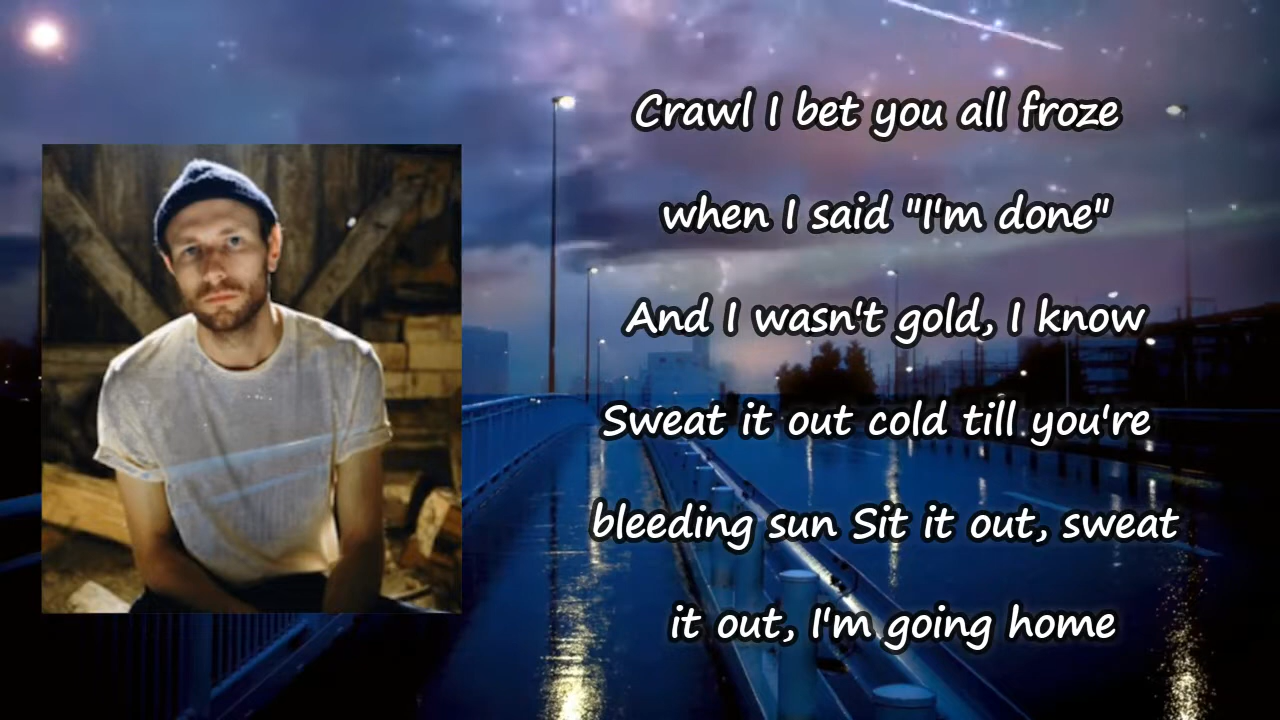 Crawl I bet you all froze
when I said "I'm done"
And I wasn't gold, I know
Sweat it out cold till you're
bleeding sun Sit it out, sweat
it out, I'm going home